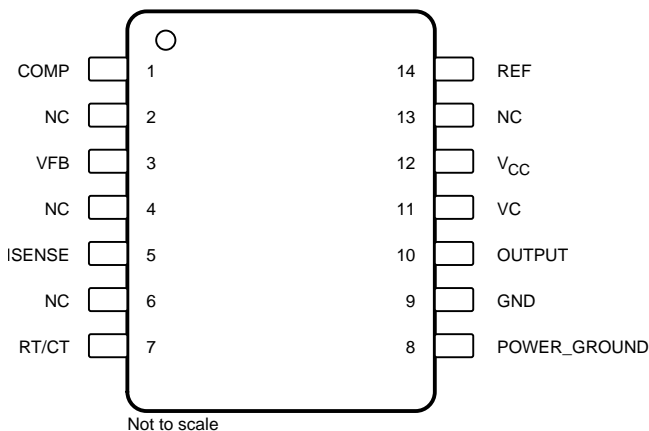 COMP 1 14 REF
NC 2 13 NC
VFB 3 12 VCC
NC 4 11 VC
ISENSE 5 10 OUTPUT
NC 6 9 GND
RT/CT 7 8 POWER_GROUND
Not to scale